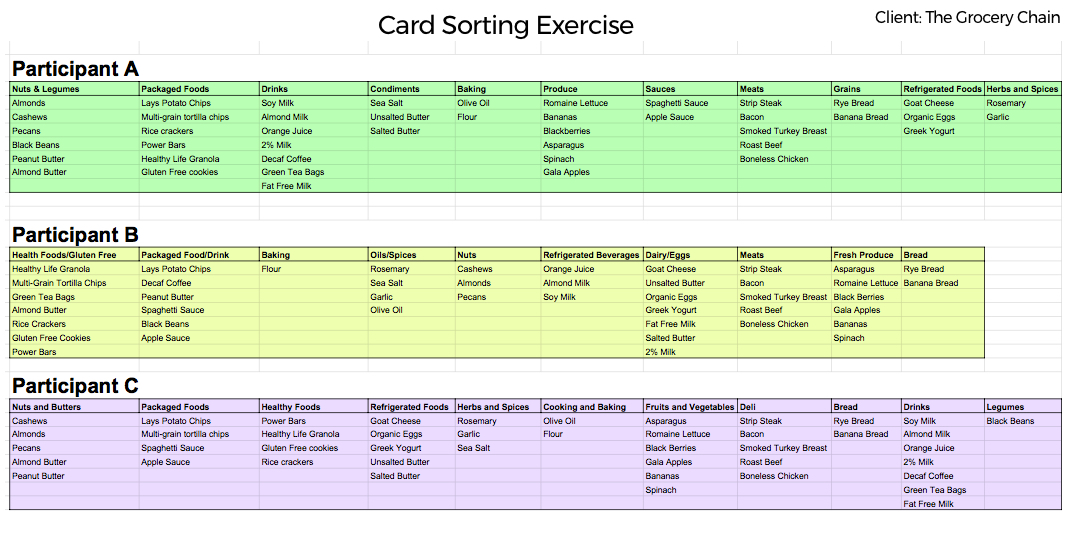 Card Sorting Exercise
Client: The Grocery Chain
Participant A
Nuts & Legumes Packaged Foods Drinks Condiments Baking Produce Sauces Meats Grains Refrigerated Foods Herbs and Spices
Almonds Lays Potato Chips Soy Milk Sea Salt Olive Oil Romaine Lettuce Spaghetti Sauce Strip Steak Rye Bread Goat Cheese Rosemary
Cashews Multi-grain tortilla chips Almond Milk Unsalted Butter Flour Bananas Apple Sauce Bacon Banana Bread Organic Eggs Garlic
Pecans Rice crackers Orange Juice Salted Butter Blackberries Smoked Turkey Breast Greek Yogurt
Black Beans Power Bars 2% Milk Asparagus Roast Beef
Peanut Butter Healthy Life Granola Decaf Coffee Spinach Boneless Chicken
Almond Butter Gluten Free cookies Green Tea Bags Gala Apples
Fat Free Milk
Participant B
Health Foods/Gluten Free Packaged Food/Drink Baking Oils/Spices Nuts Refrigerated Beverages Dairy/Eggs Meats Fresh Produce Bread
Healthy Life Granola Lays Potato Chips Flour Rosemary Cashews Orange Juice Goat Cheese Strip Steak Asparagus Rye Bread
Multi-Grain Tortilla Chips Decaf Coffee Sea Salt Almonds Almond Milk Unsalted Butter Bacon Romaine Lettuce Banana Bread
Green Tea Bags Peanut Butter Garlic Pecans Soy Milk Organic Eggs Smoked Turkey Breast Black Berries
Almond Butter Spaghetti Sauce Olive Oil Greek Yogurt Roast Beef Gala Apples
Rice Crackers Black Beans Fat Free Milk Boneless Chicken Bananas
Gluten Free Cookies Apple Sauce Salted Butter Spinach
Power Bars 2% Milk
Participant C
Nuts and Butters Packaged Foods Healthy Foods Refrigerated Foods Herbs and Spices Cooking and Baking Fruits and Vegetables Deli Bread Drinks Legumes
Cashews Lays Potato Chips Power Bars Goat Cheese Rosemary Olive Oil Asparagus Strip Steak Rye Bread Soy Milk Black Beans
Almonds Multi-grain tortilla chips Healthy Life Granola Organic Eggs Garlic Flour Romaine Lettuce Bacon Banana Bread Almond Milk
Pecans Spaghetti Sauce Gluten Free cookies Greek Yogurt Sea Salt Black Berries Smoked Turkey Breast Orange Juice
Almond Butter Apple Sauce Rice crackers Unsalted Butter Gala Apples Roast Beef 2% Milk
Peanut Butter Salted Butter Bananas Boneless Chicken Decaf Coffee
Spinach Green Tea Bags
Fat Free Milk